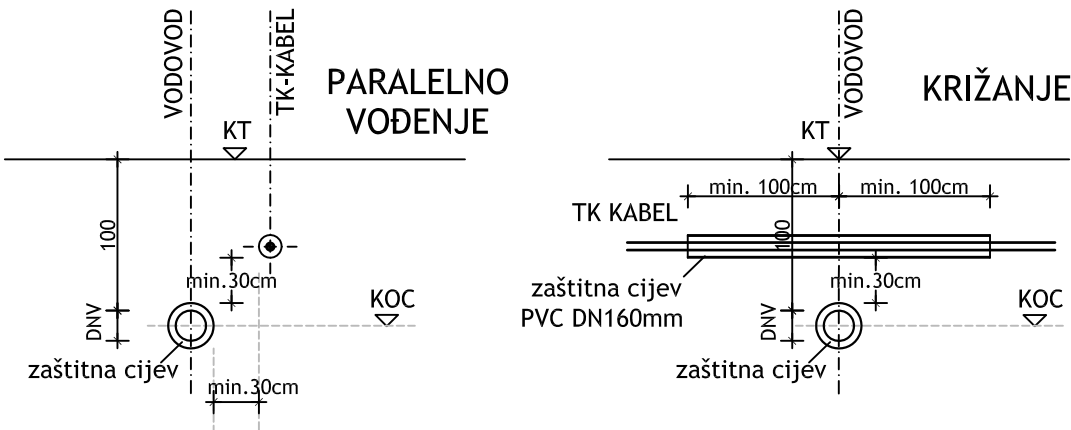 VODOVOD
TK-KABEL
PARALELNO
VOĐENJE
KT
100
min.30cm
KOC
DNV
zaštitna cijev
min.30cm
VODOVOD
KRIŽANJE
KT
min. 100cm
min. 100cm
TK KABEL
100
min.30cm
zaštitna cijev
PVC DN160mm
KOC
DNV
zaštitna cijev